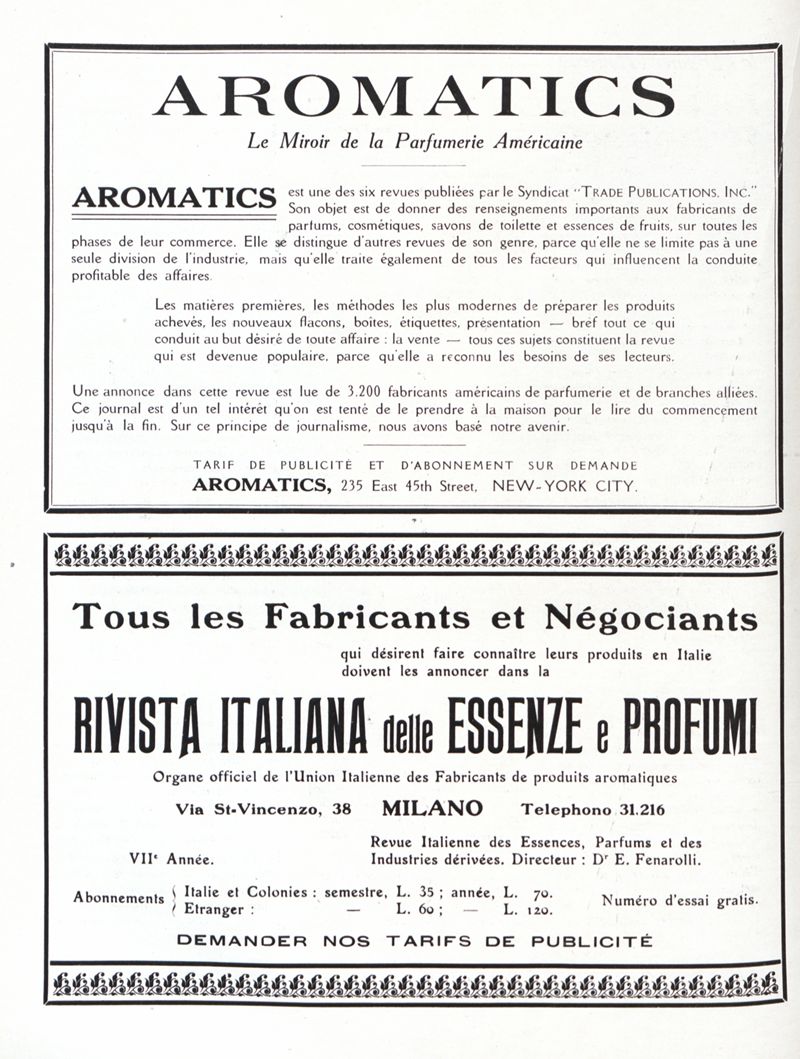 AROMATICS
Le Miroir de la Parfumerie Américaine
AROMATICS est une des six revues publiées par le Syndicat "TRADE PUBLICATIONS. INC."
Son objet est de donner des renseignements importants aux fabricants de
parfums, cosmétiques, savons de toilette et essences de fruits, sur toutes les
phases de leur commerce. Elle se distingue d'autres revues de son genre, parce qu'elle ne se limite pas à une
seule division de l'industrie, mais qu'elle traite également de tous les facteurs qui influencent la conduite
profitable des affaires.
Les matières premières, les méthodes les plus modernes de préparer les produits
achevés, les nouveaux flacons, boîtes, étiquettes, présentation — bref tout ce qui
conduit au but désiré de toute affaire : la vente — tous ces sujets constituent la revue
qui est devenue populaire, parce qu'elle a reconnu les besoins de ses lecteurs.
Une annonce dans cette revue est lue de 3.200 fabricants américains de parfumerie et de branches alliées.
Ce journal est d'un tel intérêt qu'on est tenté de le prendre à la maison pour le lire du commencement
jusqu'à la fin. Sur ce principe de journalisme, nous avons basé notre avenir.
TARIF DE PUBLICITÉ ET D'ABONNEMENT SUR DEMANDE
AROMATICS, 235 East 45th Street, NEW-YORK CITY.
Tous les Fabricants et Négociants
qui désirent faire connaître leurs produits en Italie
doivent les annoncer dans la
RIVISTA ITALIANA delle ESSENZE e PROFUMI
Organe officiel de l'Union Italienne des Fabricants de produits aromatiques
Via St-Vincenzo, 38 MILANO Telephono 31.216
VIIe Année.
Revue Italienne des Essences, Parfums et des
Industries dérivées. Directeur : Dr E. Fenarolli.
Abonnements
Italie et Colonies : semestre, L. 35 ; année, L. 70.
Etranger : — L. 60 ; — L. 120.
Numéro d'essai gratis.
DEMANDER NOS TARIFS DE PUBLICITÉ